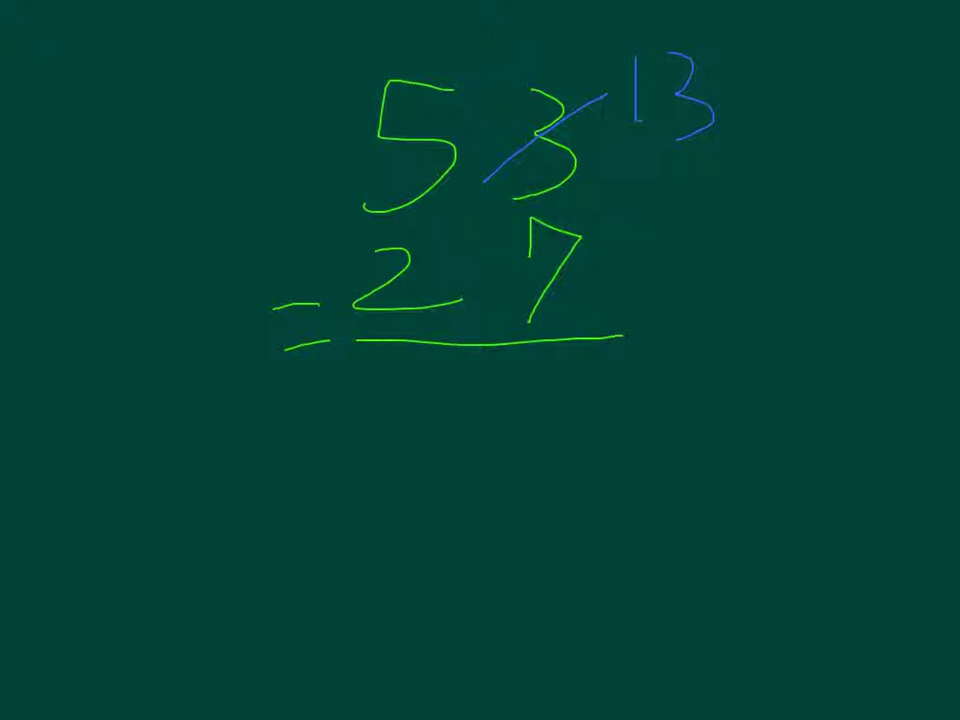 53 13
- 27
=